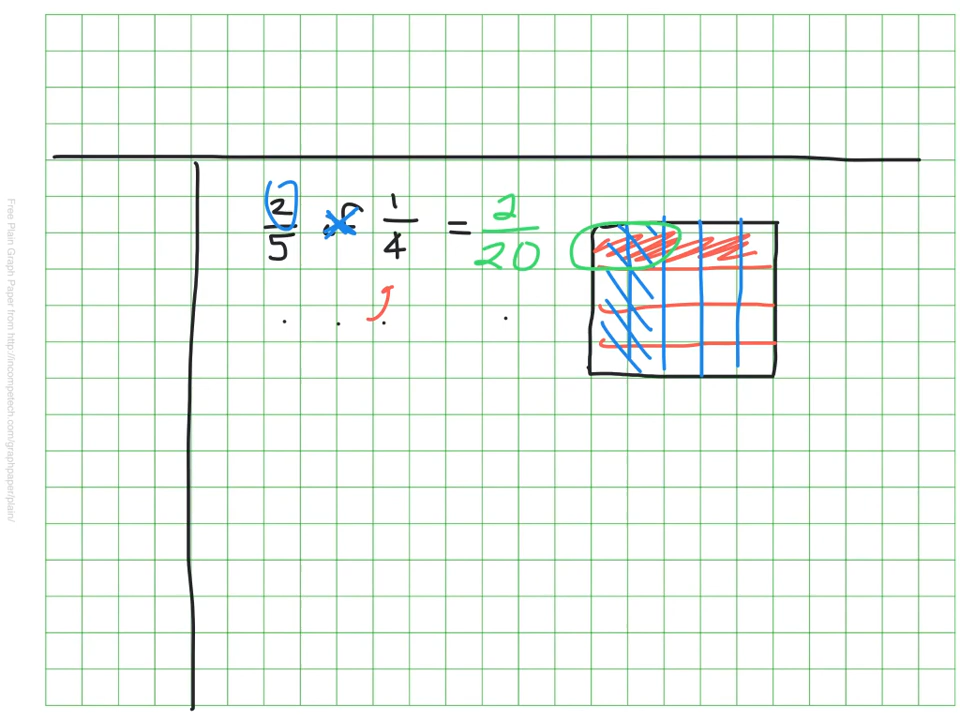 2/5 × 1/4 = 2/20
Free Plain Graph Paper from http://incompetech.com/graphpaper/plain/